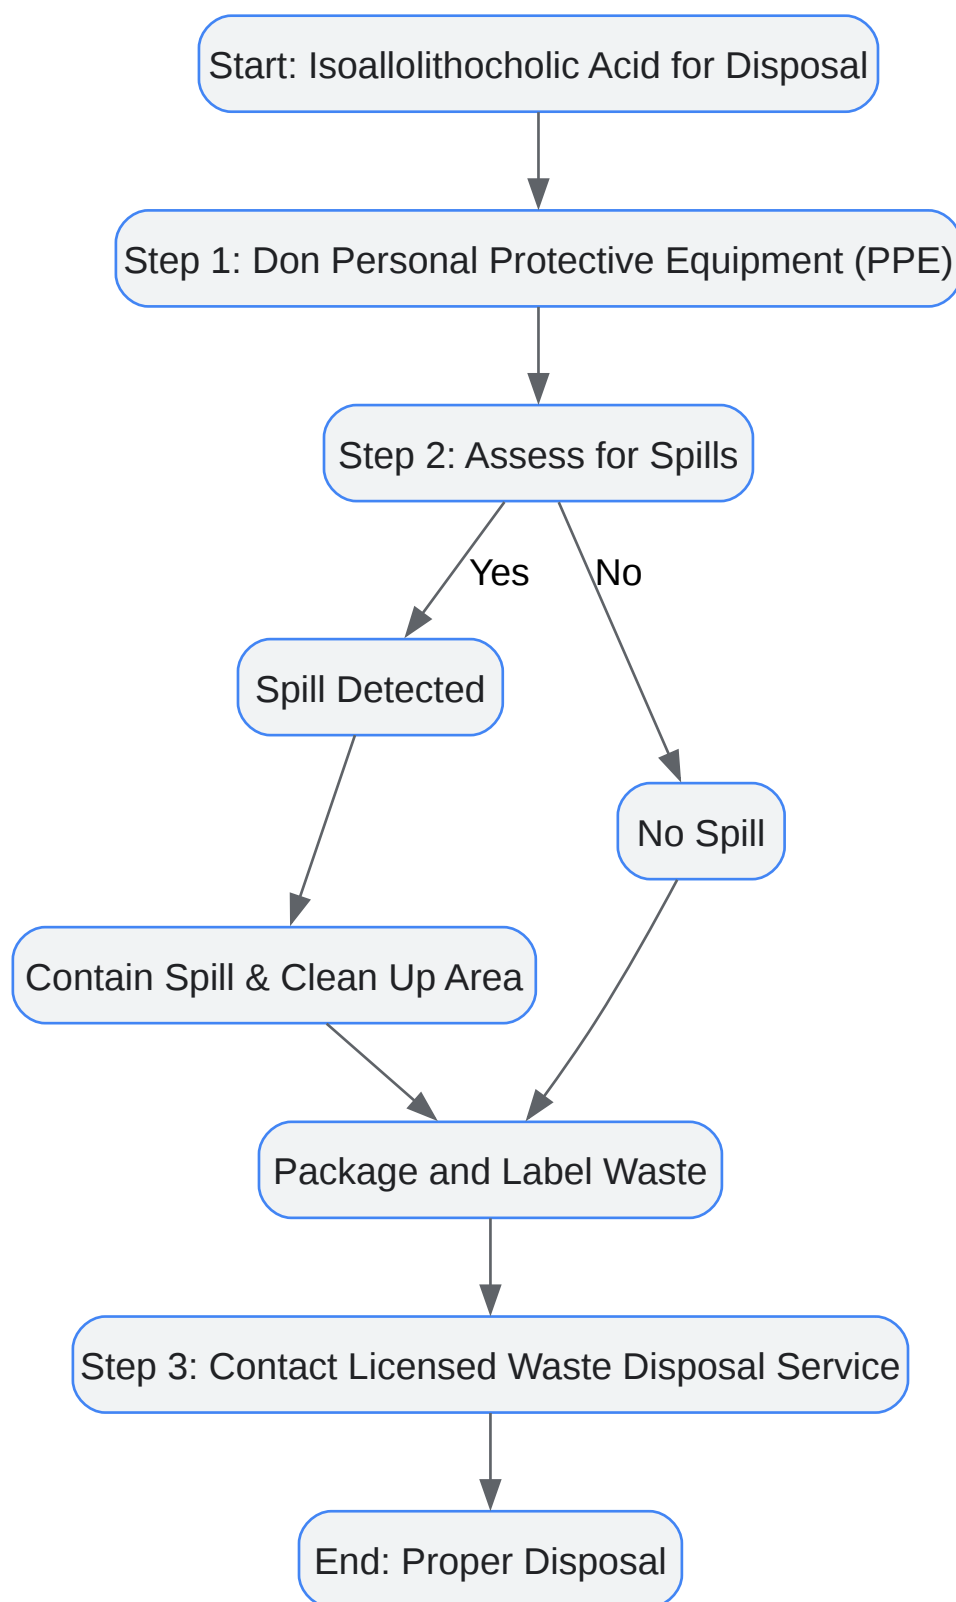 Start: Isoallolithocholic Acid for Disposal
Step 1: Don Personal Protective Equipment (PPE)
Step 2: Assess for Spills
Yes
No
Spill Detected
No Spill
Contain Spill & Clean Up Area
Package and Label Waste
Step 3: Contact Licensed Waste Disposal Service
End: Proper Disposal